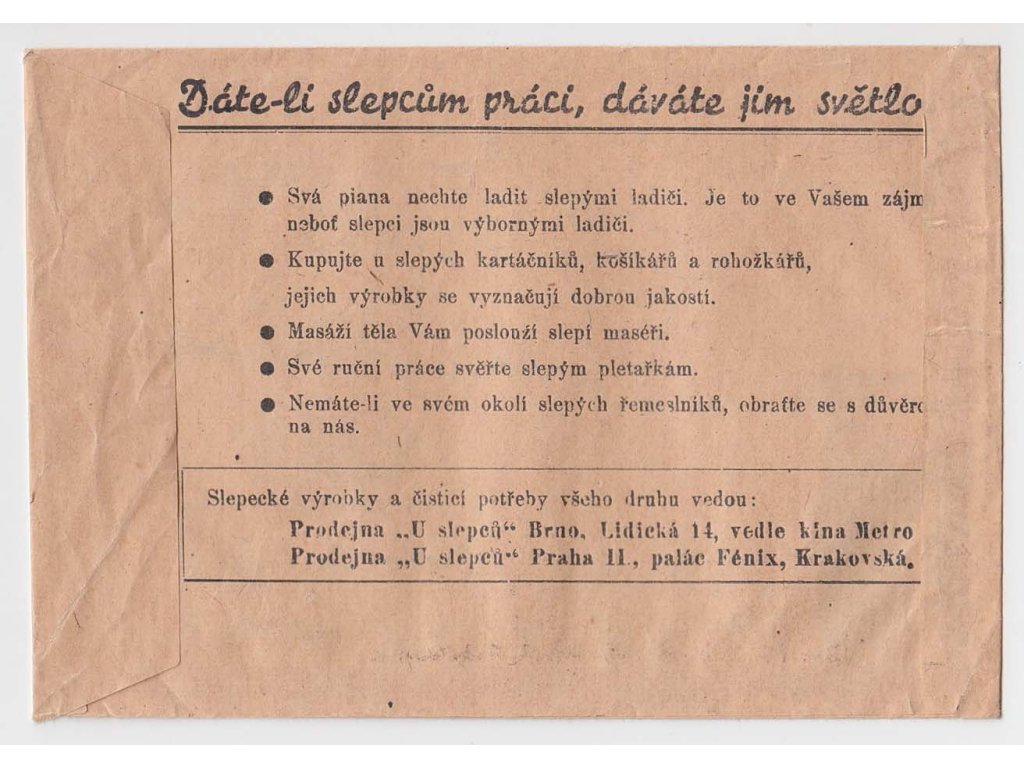 Dáte-li slepcům práci, dáváte jim světlo
● Svá piana nechte ladit slepými ladiči. Je to ve Vašem zájm
neboť slepci jsou výbornými ladiči.
● Kupujte u slepých kartáčníků, košíkářů a rohožkářů,
jejich výrobky se vyznačují dobrou jakostí.
● Masáží těla Vám poslouží slepí maséři.
● Své ruční práce svěřte slepým pletařkám.
● Nemáte-li ve svém okolí slepých řemeslníků, obraťte se s důvěro
na nás.
Slepecké výrobky a čisticí potřeby všeho druhu vedou:
Prodejna „U slepců“ Brno, Lidická 14, vedle kina Metro
Prodejna „U slepců“ Praha II., palác Fénix, Krakovská.